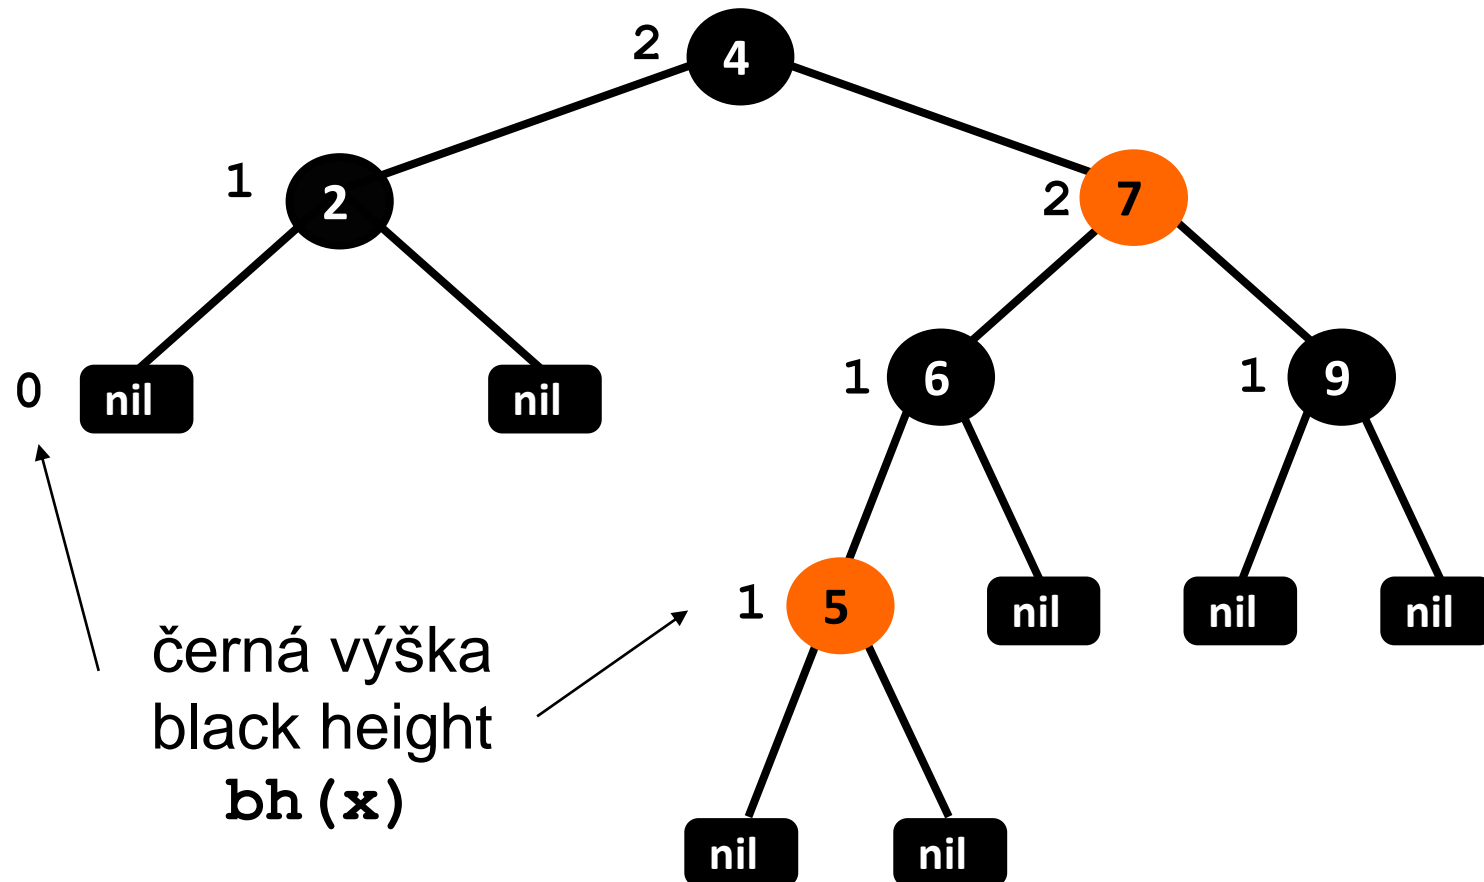 2 4
1 2
2 7
0 nil nil
1 6 1 9
1 5 nil nil nil
černá výška
black height
bh(x)
nil nil